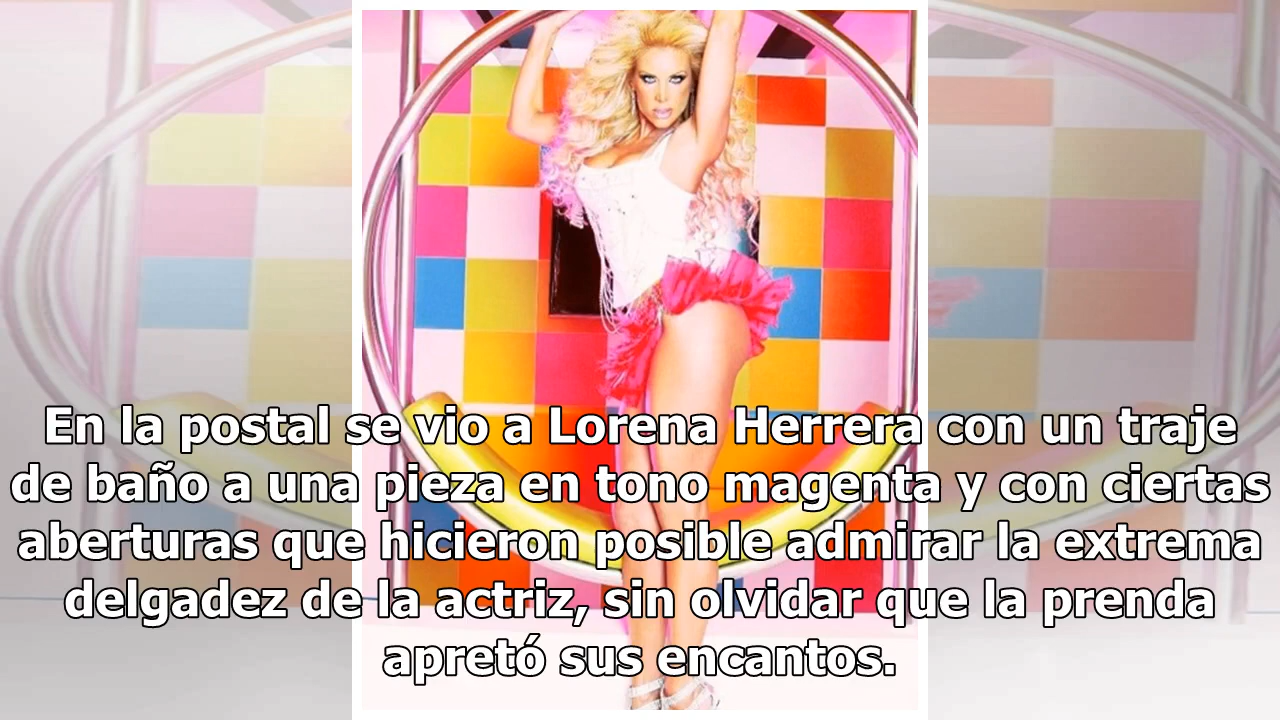 En la postal se vio a Lorena Herrera con un traje
de baño a una pieza en tono magenta y con ciertas
aberturas que hicieron posible admirar la extrema
delgadez de la actriz, sin olvidar que la prenda
apretó sus encantos.